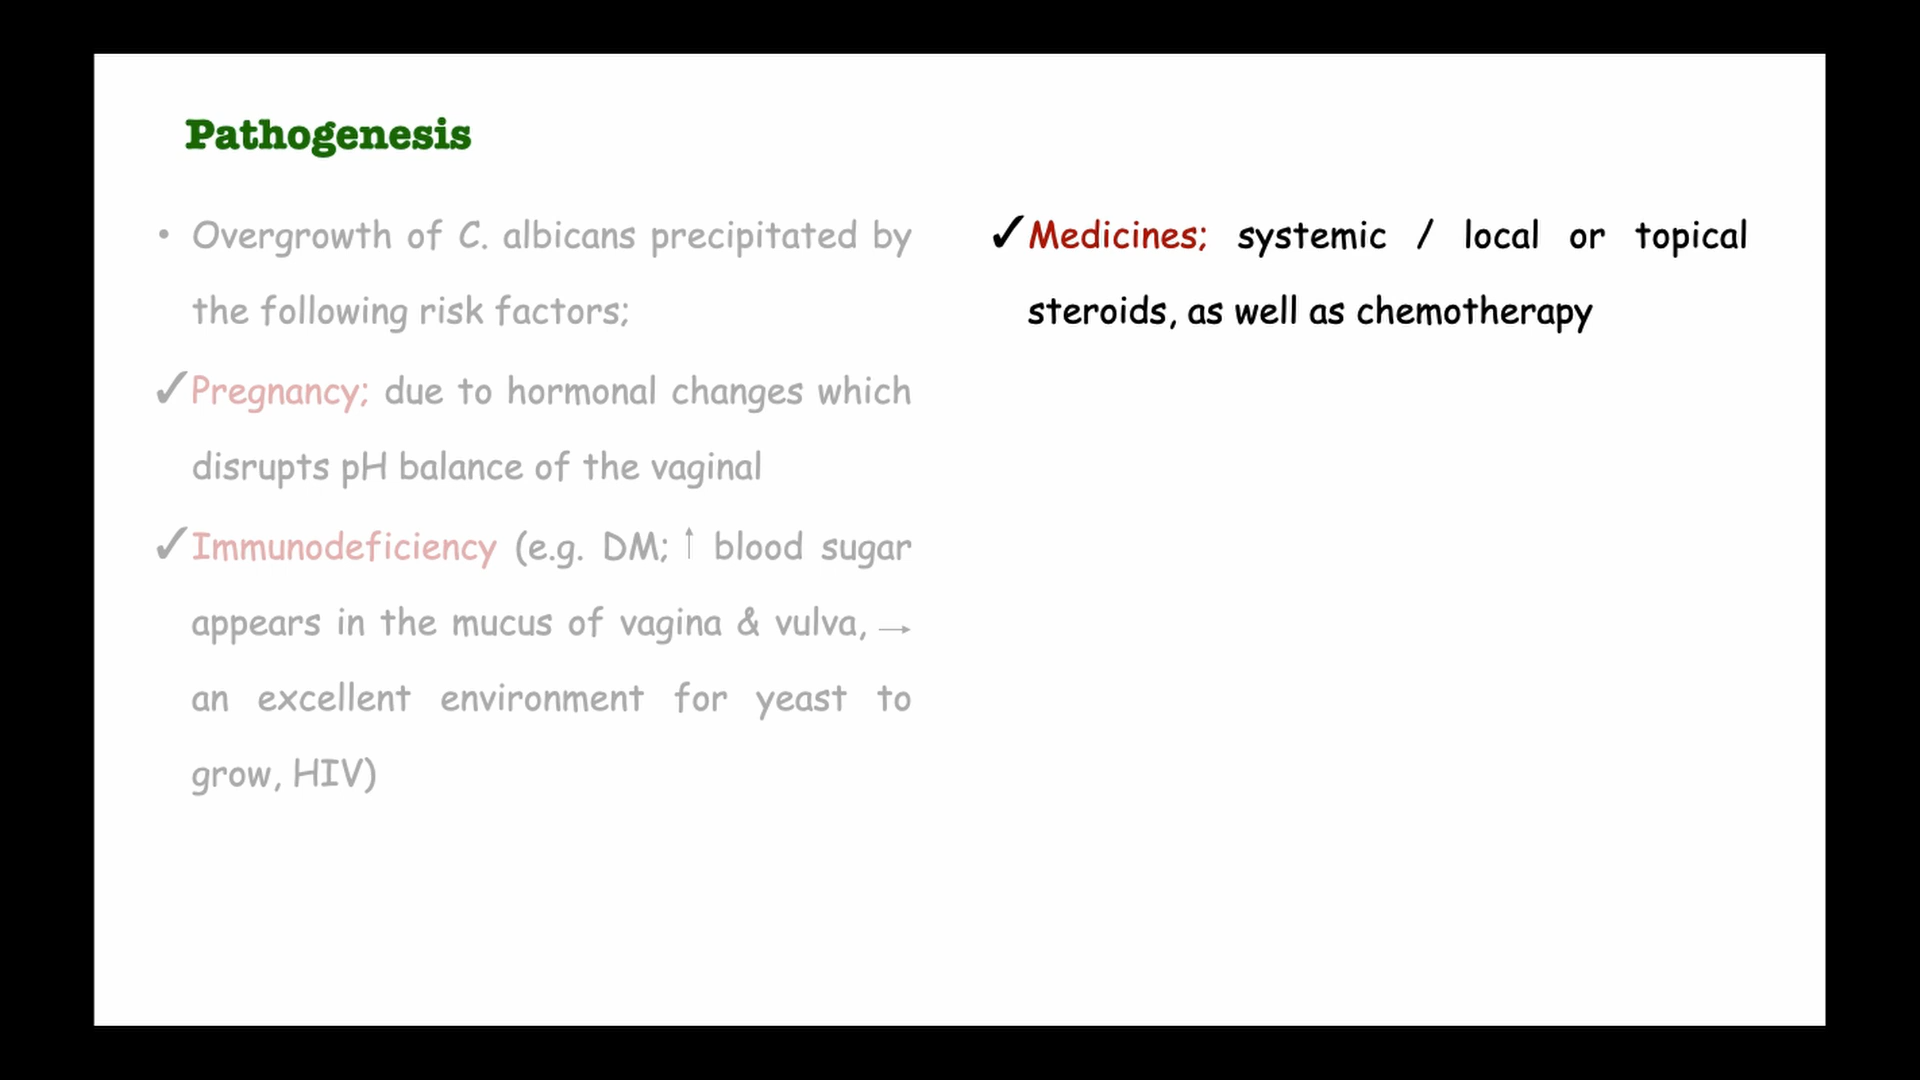 Pathogenesis
• Overgrowth of C. albicans precipitated by
the following risk factors;
✓Pregnancy; due to hormonal changes which
disrupts pH balance of the vaginal
✓Immunodeficiency (e.g. DM; ↑ blood sugar
appears in the mucus of vagina & vulva, →
an excellent environment for yeast to
grow, HIV)
✓Medicines; systemic / local or topical
steroids, as well as chemotherapy